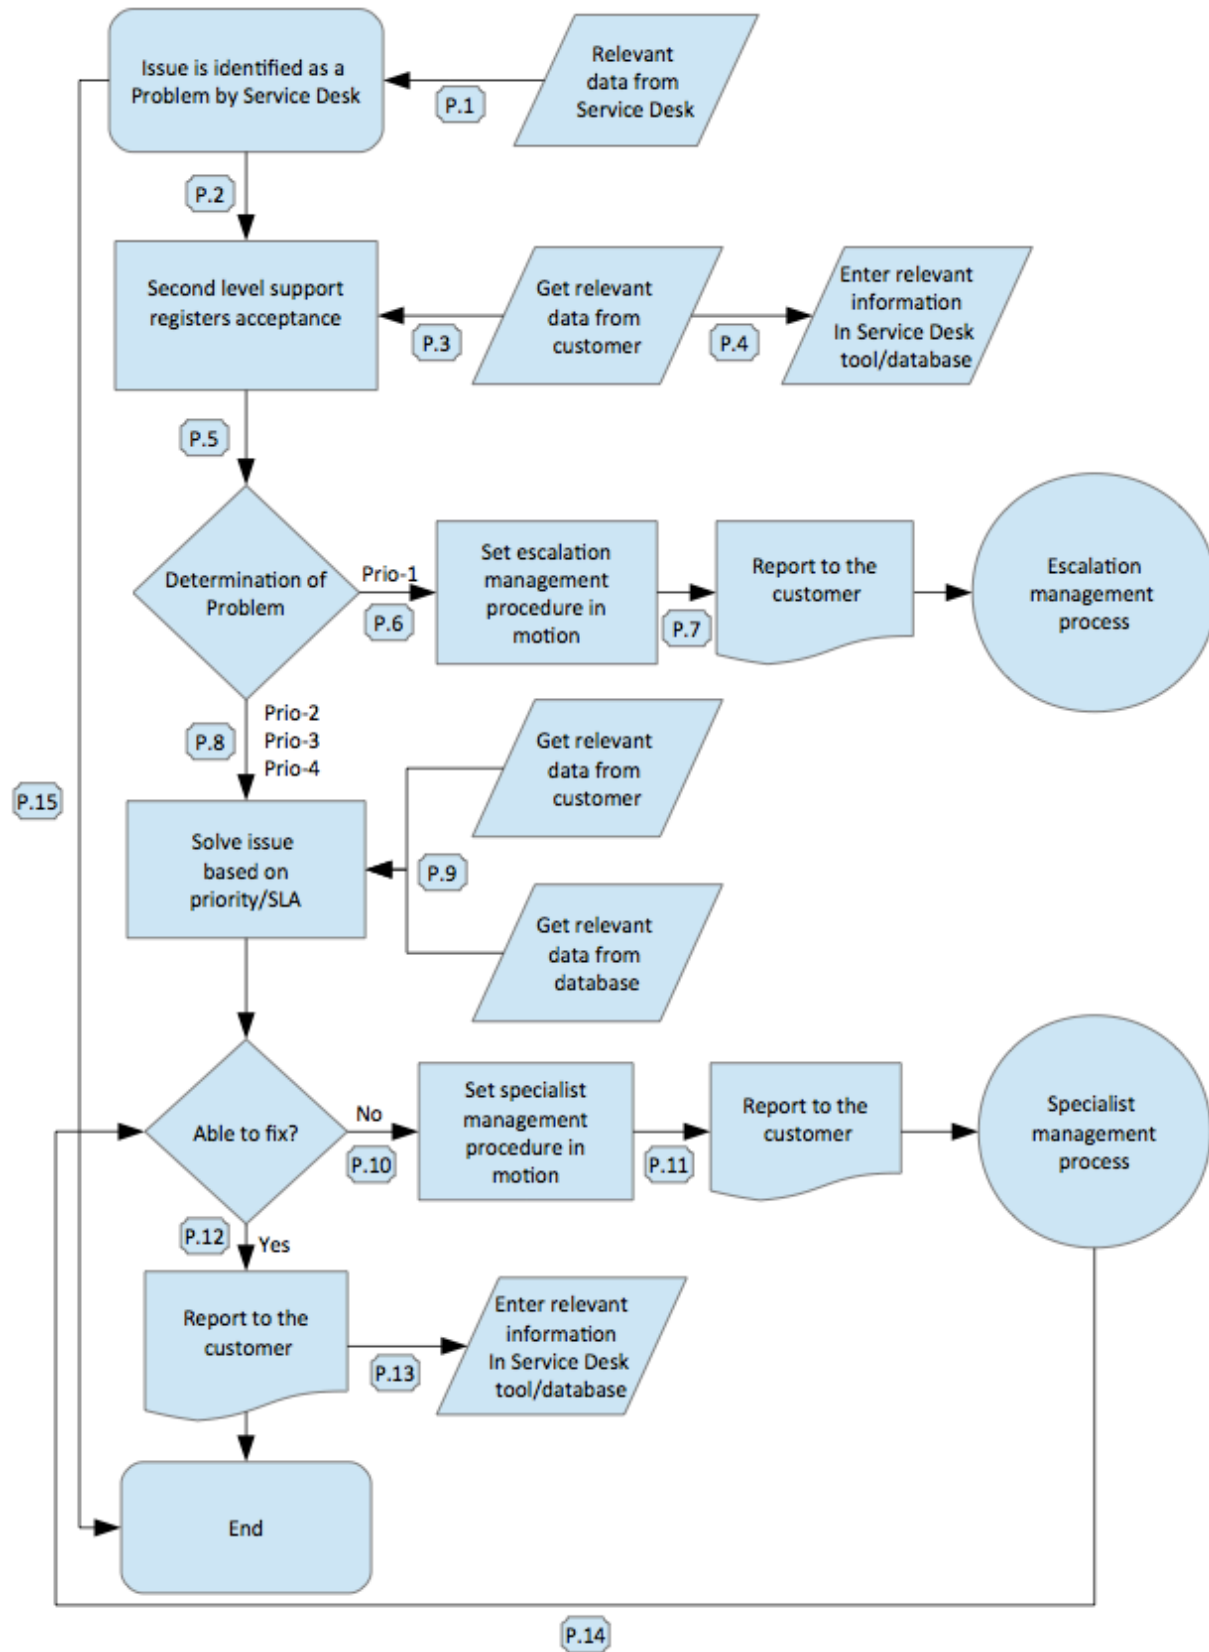 Issue is identified as a
Problem by Service Desk
P.1
Relevant
data from
Service Desk
P.2
Second level support
registers acceptance
P.3
Get relevant
data from
customer
P.4
Enter relevant
information
In Service Desk
tool/database
P.5
Determination of
Problem
Prio-1
P.6
Set escalation
management
procedure in
motion
P.7
Report to the
customer
Escalation
management
process
P.8
Prio-2
Prio-3
Prio-4
Get relevant
data from
customer
P.15
Solve issue
based on
priority/SLA
P.9
Get relevant
data from
database
Able to fix?
No
P.10
Set specialist
management
procedure in
motion
P.11
Report to the
customer
Specialist
management
process
P.12
Yes
Report to the
customer
P.13
Enter relevant
information
In Service Desk
tool/database
End
P.14